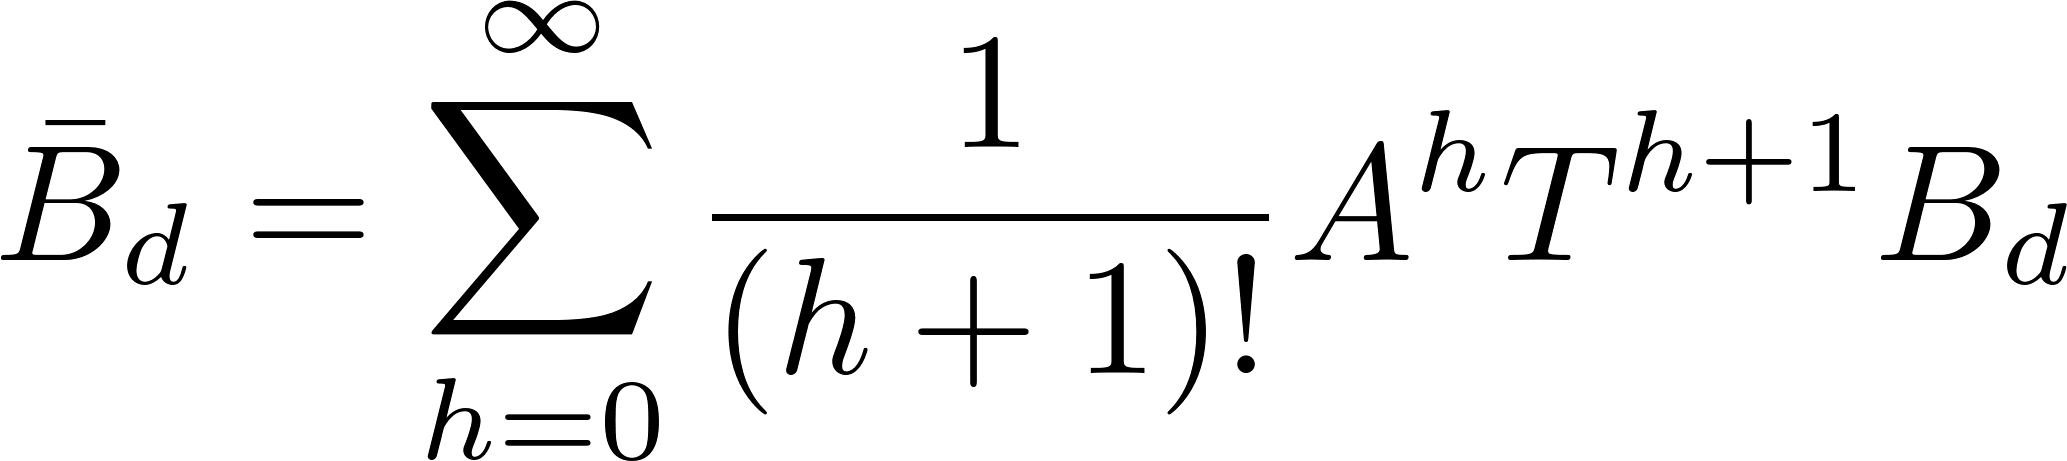 \bar{B}_d = \sum_{h=0}^{\infty} \frac{1}{(h+1)!} A^h T^{h+1} B_d